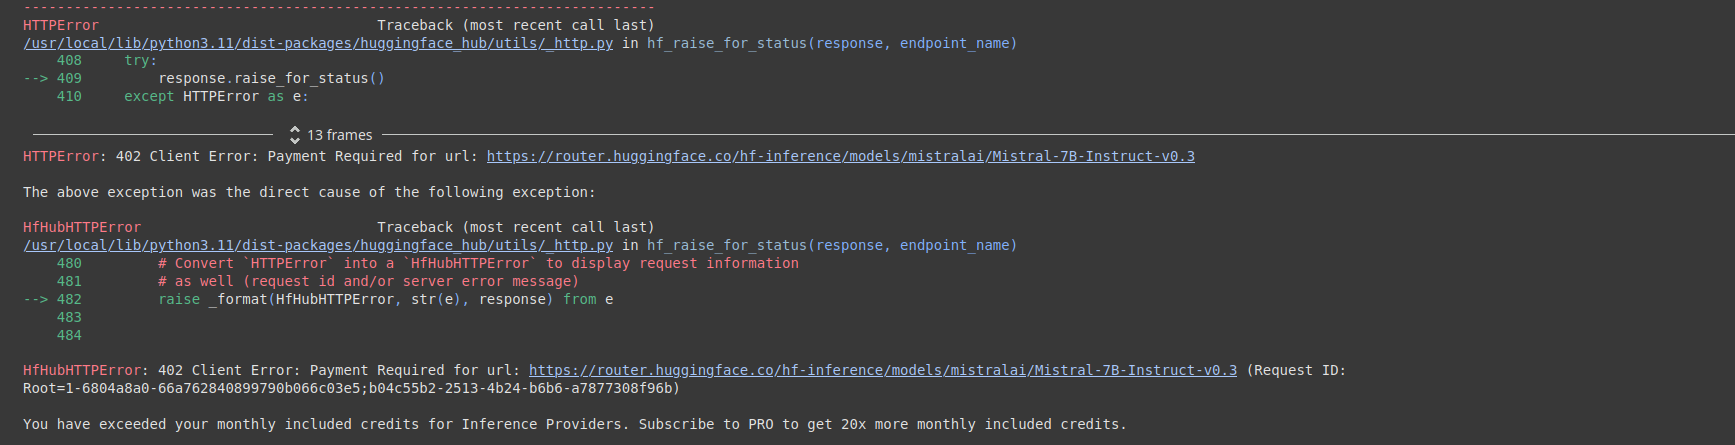 ---------------------------------------------------------------------------
HTTPError                                 Traceback (most recent call last)
/usr/local/lib/python3.11/dist-packages/huggingface_hub/utils/_http.py in hf_raise_for_status(response, endpoint_name)
    408     try:
--> 409         response.raise_for_status()
    410     except HTTPError as e:
13 frames
HTTPError: 402 Client Error: Payment Required for url: https://router.huggingface.co/hf-inference/models/mistralai/Mistral-7B-Instruct-v0.3
The above exception was the direct cause of the following exception:
HfHubHTTPError                            Traceback (most recent call last)
/usr/local/lib/python3.11/dist-packages/huggingface_hub/utils/_http.py in hf_raise_for_status(response, endpoint_name)
    480         # Convert `HTTPError` into a `HfHubHTTPError` to display request information
    481         # as well (request id and/or server error message)
--> 482         raise _format(HfHubHTTPError, str(e), response) from e
    483
    484
HfHubHTTPError: 402 Client Error: Payment Required for url: https://router.huggingface.co/hf-inference/models/mistralai/Mistral-7B-Instruct-v0.3 (Request ID:
Root=1-6804a8a0-66a762840899790b066c03e5;b04c55b2-2513-4b24-b6b6-a7877308f96b)
You have exceeded your monthly included credits for Inference Providers. Subscribe to PRO to get 20x more monthly included credits.